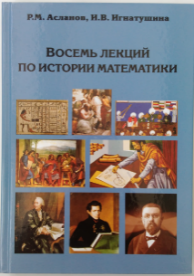 Р.М. Асланов, И.В. Игнатушина
ВОСЕМЬ ЛЕКЦИЙ
ПО ИСТОРИИ МАТЕМАТИКИ